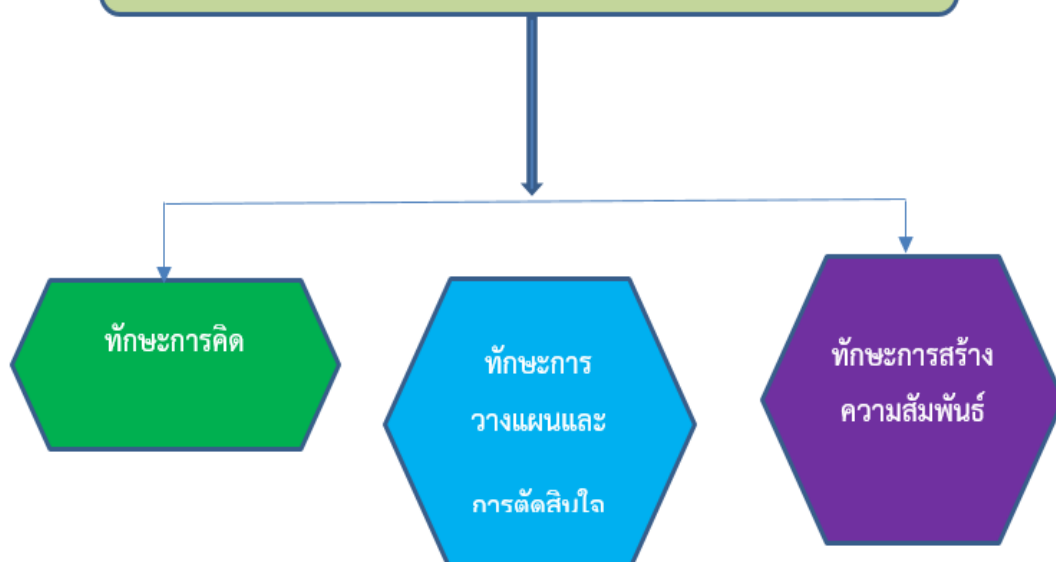 ทักษะการคิด
ทักษะการ
วางแผนและ
การตัดสินใจ
ทักษะการสร้าง
ความสัมพันธ์